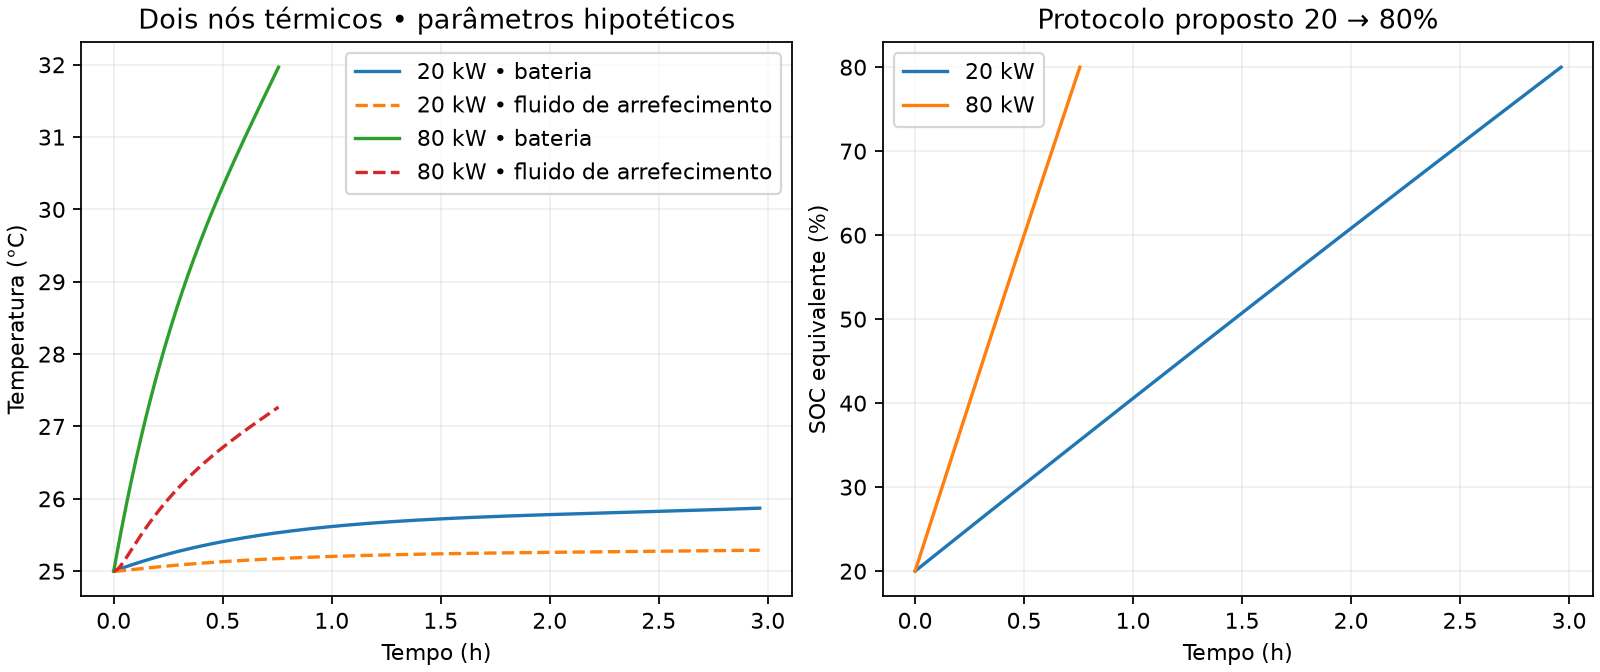 Dois nós térmicos • parâmetros hipotéticos
Temperatura (°C)
32
31
30
29
28
27
26
25
20 kW • bateria
20 kW • fluido de arrefecimento
80 kW • bateria
80 kW • fluido de arrefecimento
0.0 0.5 1.0 1.5 2.0 2.5 3.0
Tempo (h)
Protocolo proposto 20 → 80%
SOC equivalente (%)
80
70
60
50
40
30
20
20 kW
80 kW
0.0 0.5 1.0 1.5 2.0 2.5 3.0
Tempo (h)